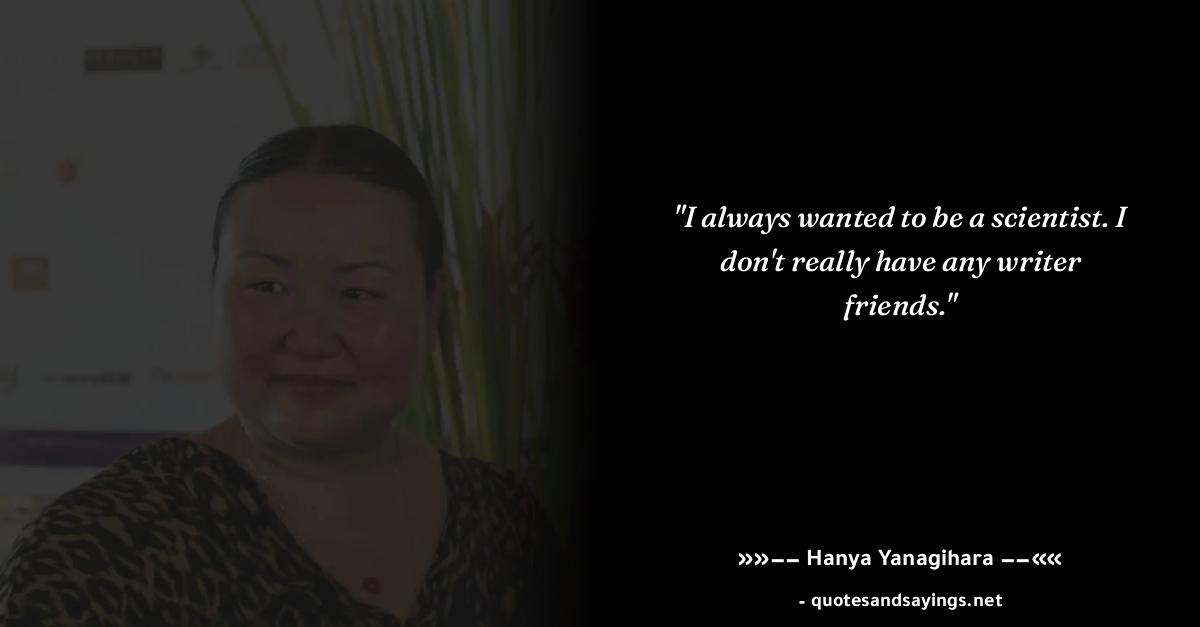 "I always wanted to be a scientist. I
don't really have any writer
friends."
»»–– Hanya Yanagihara ––««
- quotesandsayings.net